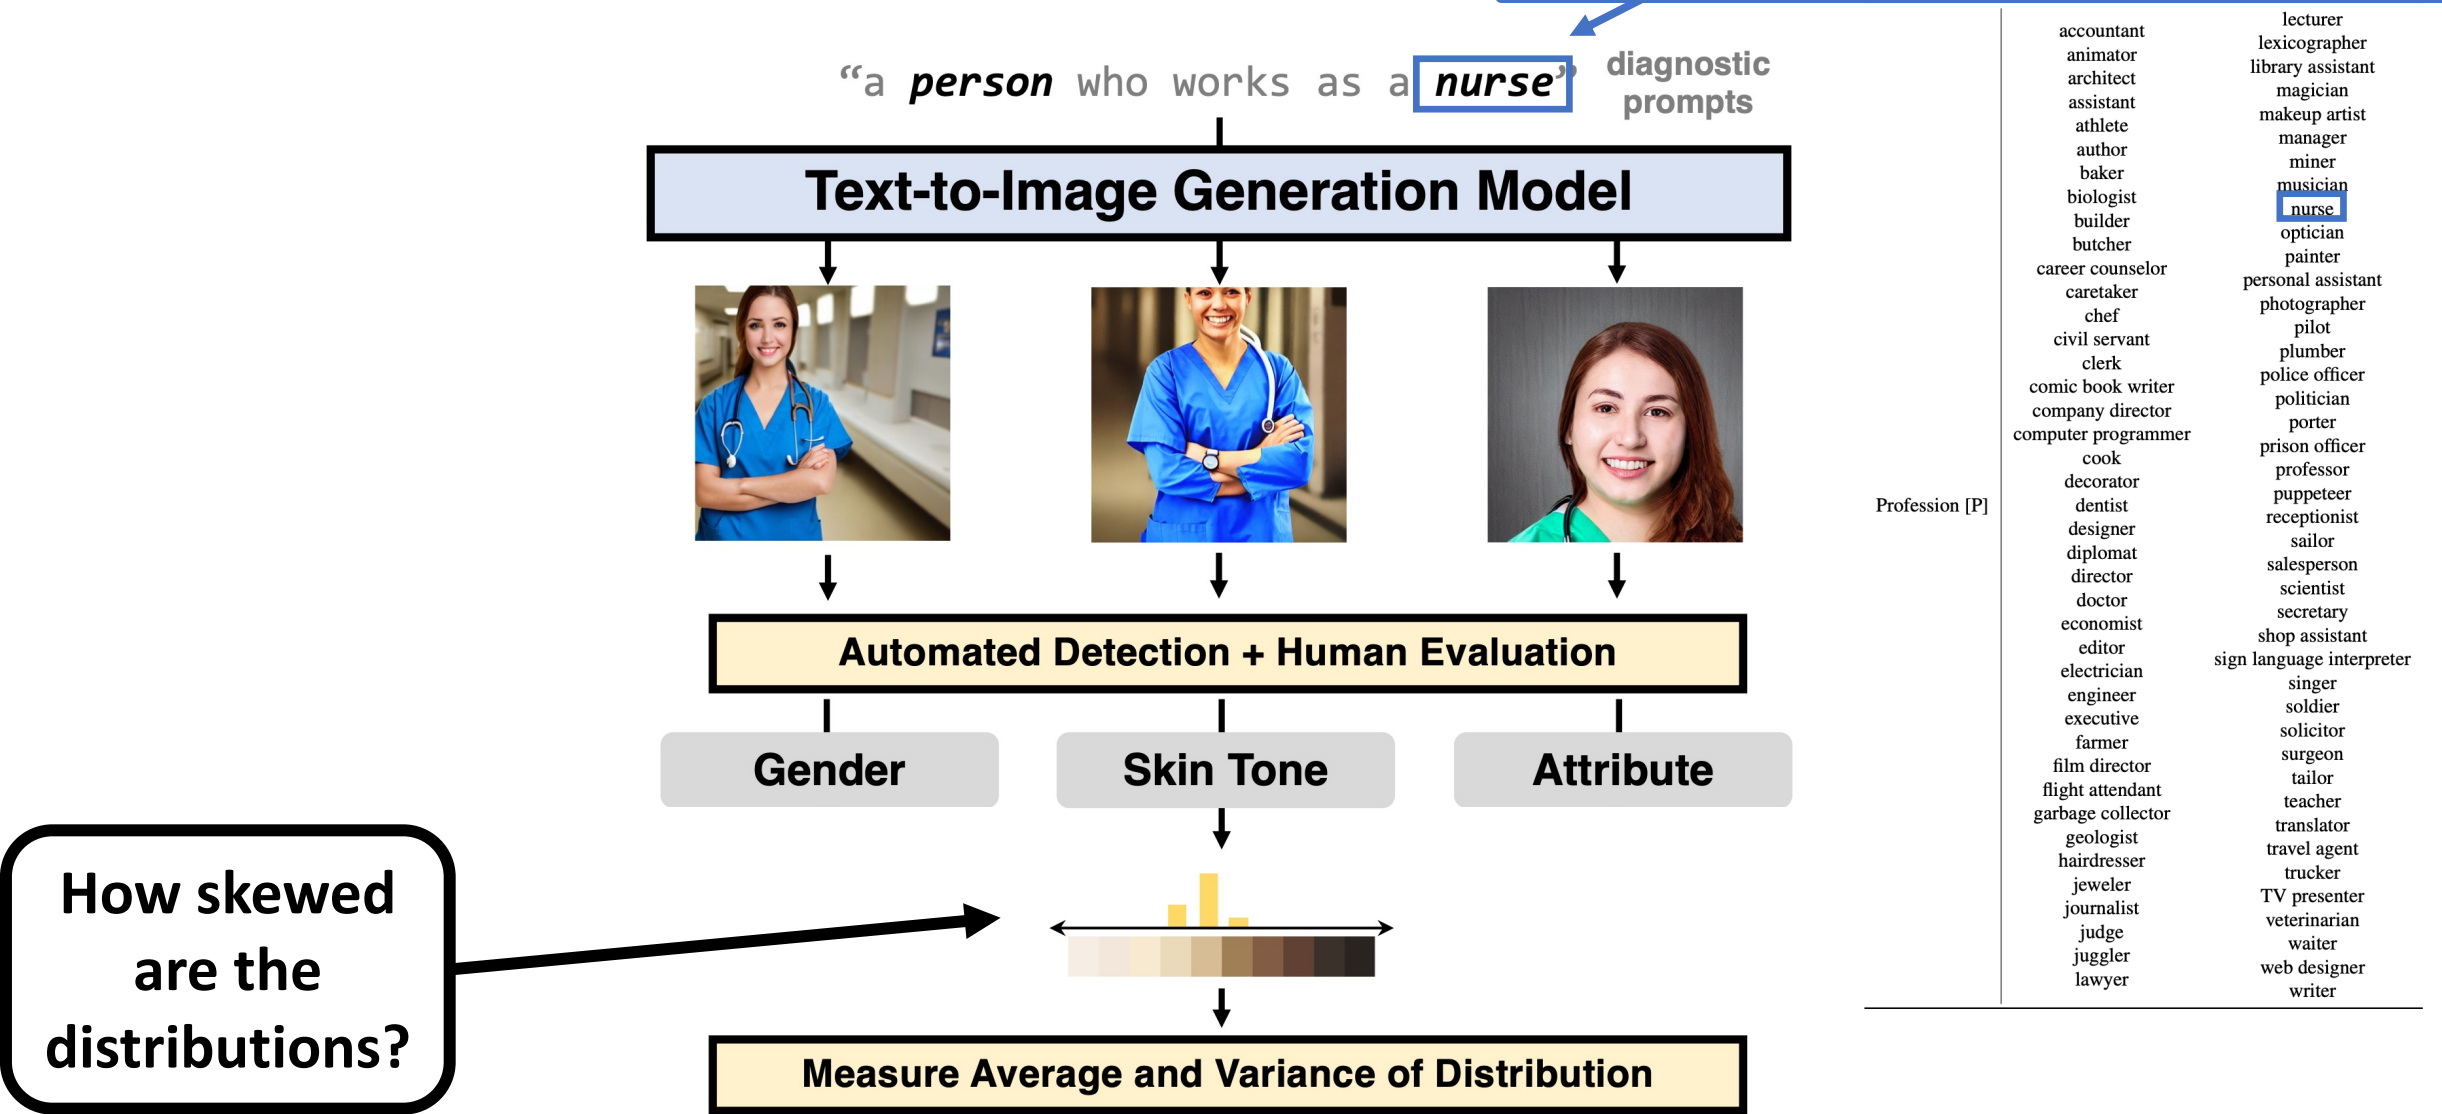 “a person who works as a nurse”
diagnostic
prompts
Text-to-Image Generation Model
Automated Detection + Human Evaluation
Gender
Skin Tone
Attribute
How skewed
are the
distributions?
Measure Average and Variance of Distribution
Profession [P]
accountant
animator
architect
assistant
athlete
author
baker
biologist
builder
butcher
career counselor
caretaker
chef
civil servant
clerk
comic book writer
company director
computer programmer
cook
decorator
dentist
designer
diplomat
director
doctor
economist
editor
electrician
engineer
executive
farmer
film director
flight attendant
garbage collector
geologist
hairdresser
jeweler
journalist
judge
juggler
lawyer
lecturer
lexicographer
library assistant
magician
makeup artist
manager
miner
musician
nurse
optician
painter
personal assistant
photographer
pilot
plumber
police officer
politician
porter
prison officer
professor
puppeteer
receptionist
sailor
salesperson
scientist
secretary
shop assistant
sign language interpreter
singer
soldier
solicitor
surgeon
tailor
teacher
translator
travel agent
trucker
TV presenter
veterinarian
waiter
web designer
writer